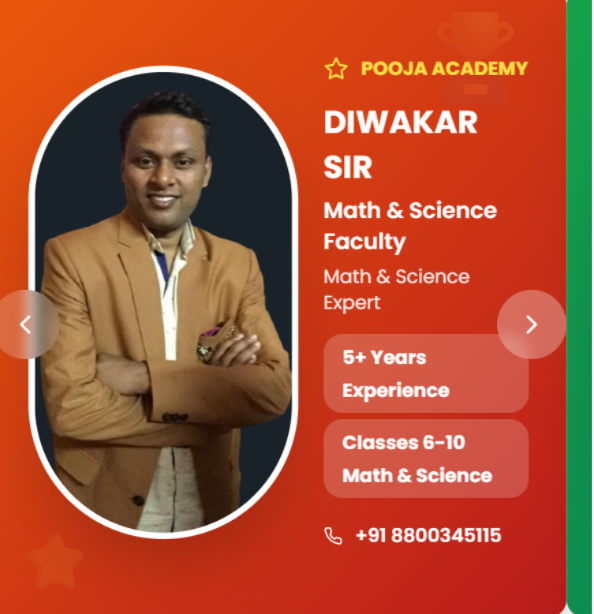 POOJA ACADEMY
DIWAKAR
SIR
Math & Science
Faculty
Math & Science
Expert
5+ Years
Experience
Classes 6-10
Math & Science
+91 8800345115